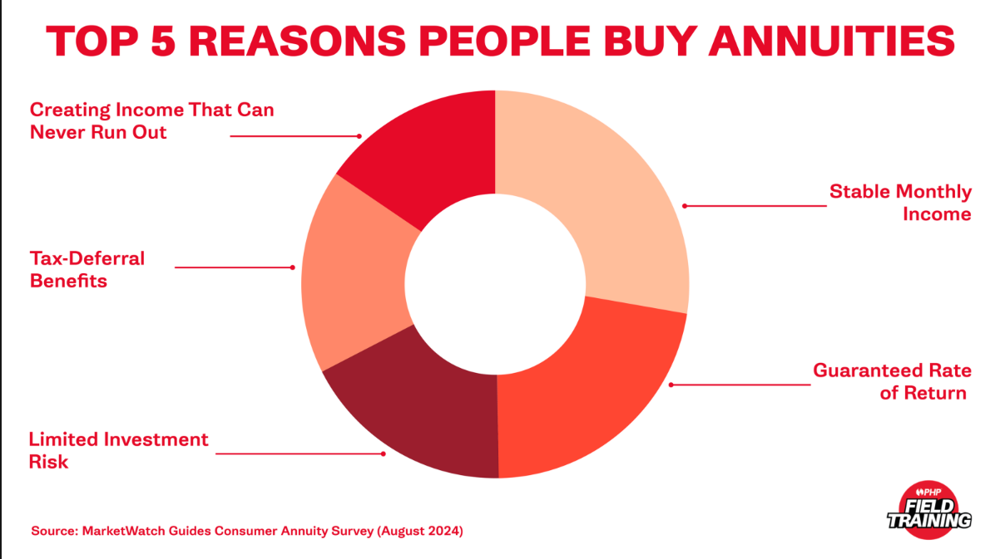 TOP 5 REASONS PEOPLE BUY ANNUITIES
Creating Income That Can
Never Run Out
Stable Monthly
Income
Tax-Deferral
Benefits
Guaranteed Rate
of Return
Limited Investment
Risk
Source: MarketWatch Guides Consumer Annuity Survey (August 2024)
PHP
FIELD
TRAINING